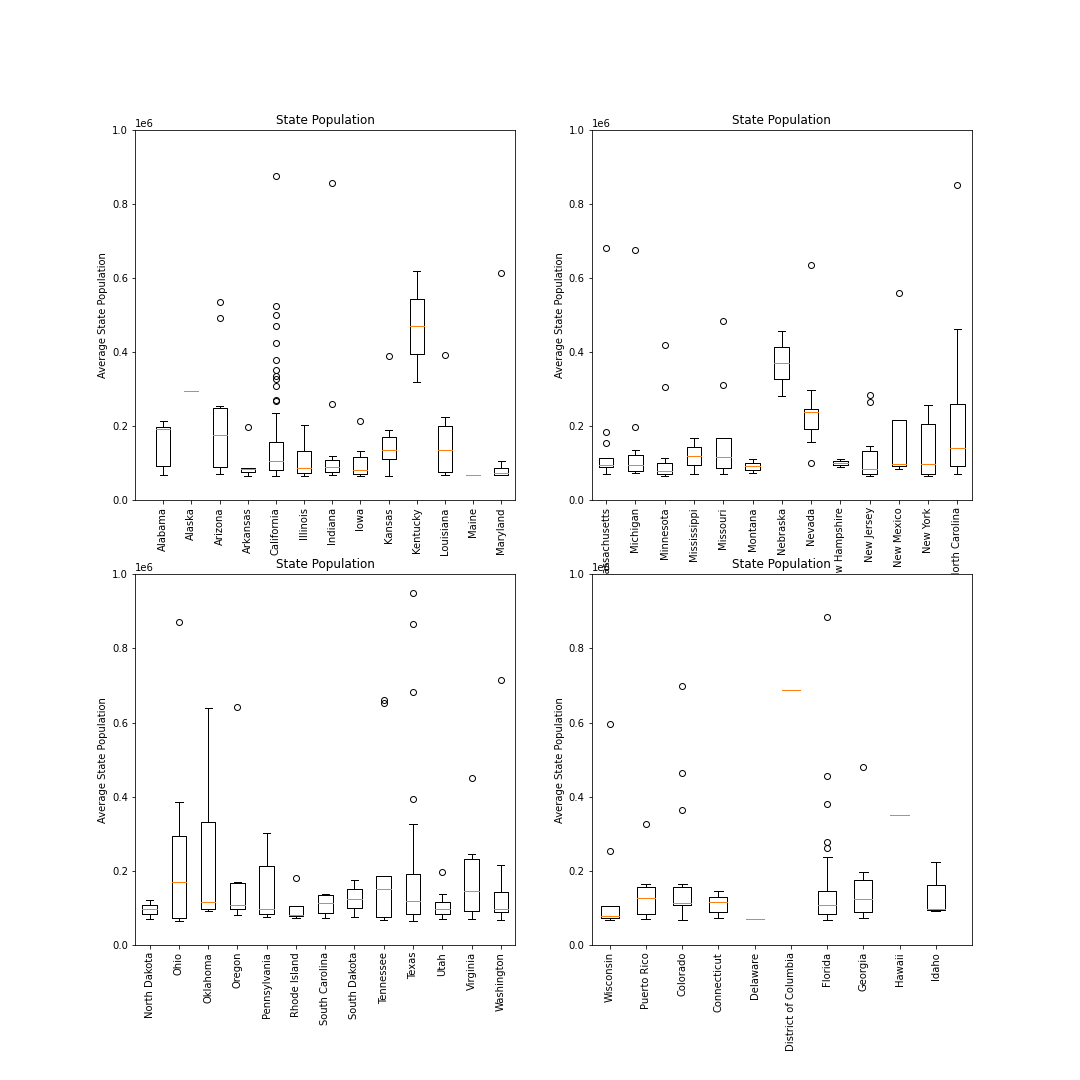 State Population
1e6
1.0
0.8
0.6
0.4
0.2
0.0
Average State Population
Alabama
Alaska
Arizona
Arkansas
California
Illinois
Indiana
Iowa
Kansas
Kentucky
Louisiana
Maine
Maryland
State Population
1e6
1.0
0.8
0.6
0.4
0.2
0.0
Average State Population
assachusetts
Michigan
Minnesota
Mississippi
Missouri
Montana
Nebraska
Nevada
w Hampshire
New Jersey
New Mexico
New York
orth Carolina
State Population
1e6
1.0
0.8
0.6
0.4
0.2
0.0
Average State Population
North Dakota
Ohio
Oklahoma
Oregon
Pennsylvania
Rhode Island
South Carolina
South Dakota
Tennessee
Texas
Utah
Virginia
Washington
State Population
1.0
0.8
0.6
0.4
0.2
0.0
Average State Population
Wisconsin
Puerto Rico
Colorado
Connecticut
Delaware
District of Columbia
Florida
Georgia
Hawaii
Idaho